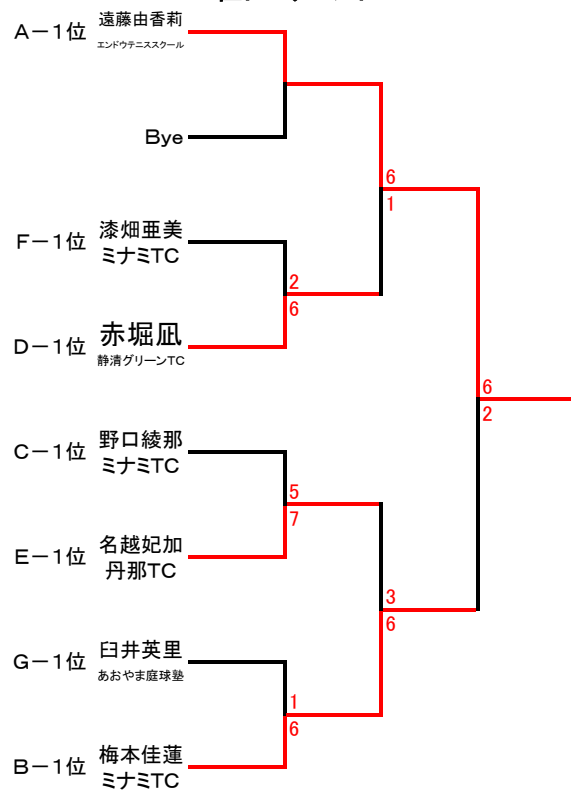 A－1位 遠藤由香莉
エンドウテニススクール
Bye
6
1
F－1位 漆畑亜美
ミナミTC
2
6
D－1位 赤堀凪
静清グリーンTC
6
2
C－1位 野口綾那
ミナミTC
5
7
E－1位 名越妃加
丹那TC
3
6
G－1位 臼井英里
あおやま庭球塾
1
6
B－1位 梅本佳蓮
ミナミTC